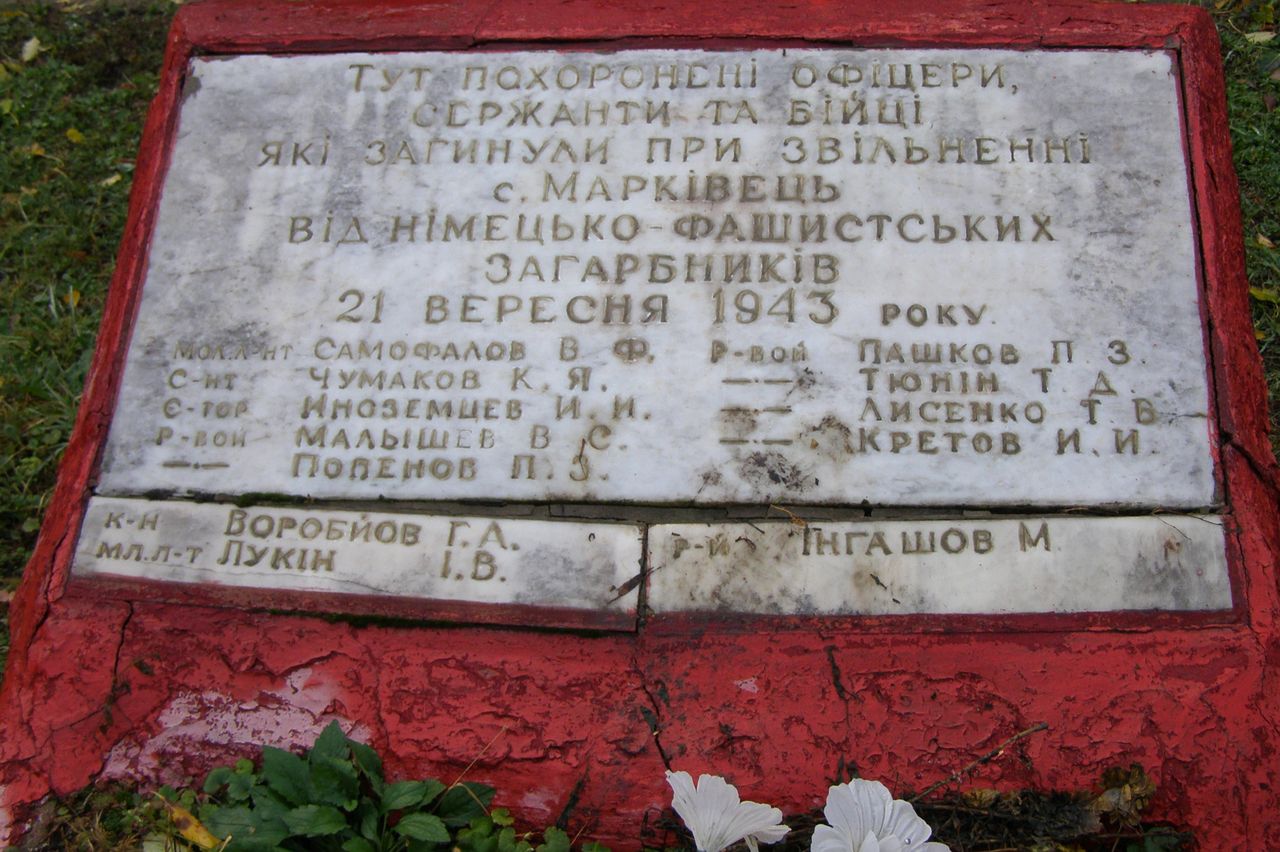 Тут похоронені офіцери,
сержанти та бійці,
які загинули при звільненні
с. Марківець
від німецько-фашистських
загарбників
21 вересня 1943 року.
Мол.л-нт Самофалов В. Ф. Р-вой Пашков П. З.
С-нт Чумаков К. Я. —.— Тюнін Т. Д.
Є-тор Иноземцев И. И. —.— Лисенко Т. В
Р-вой Малышев В. С. —.— Кретов И. И.
—.— Попенов П. З.
к-н Воробйов Г. А. р-й Інгашов М
мл.л-т Лукін І. В.